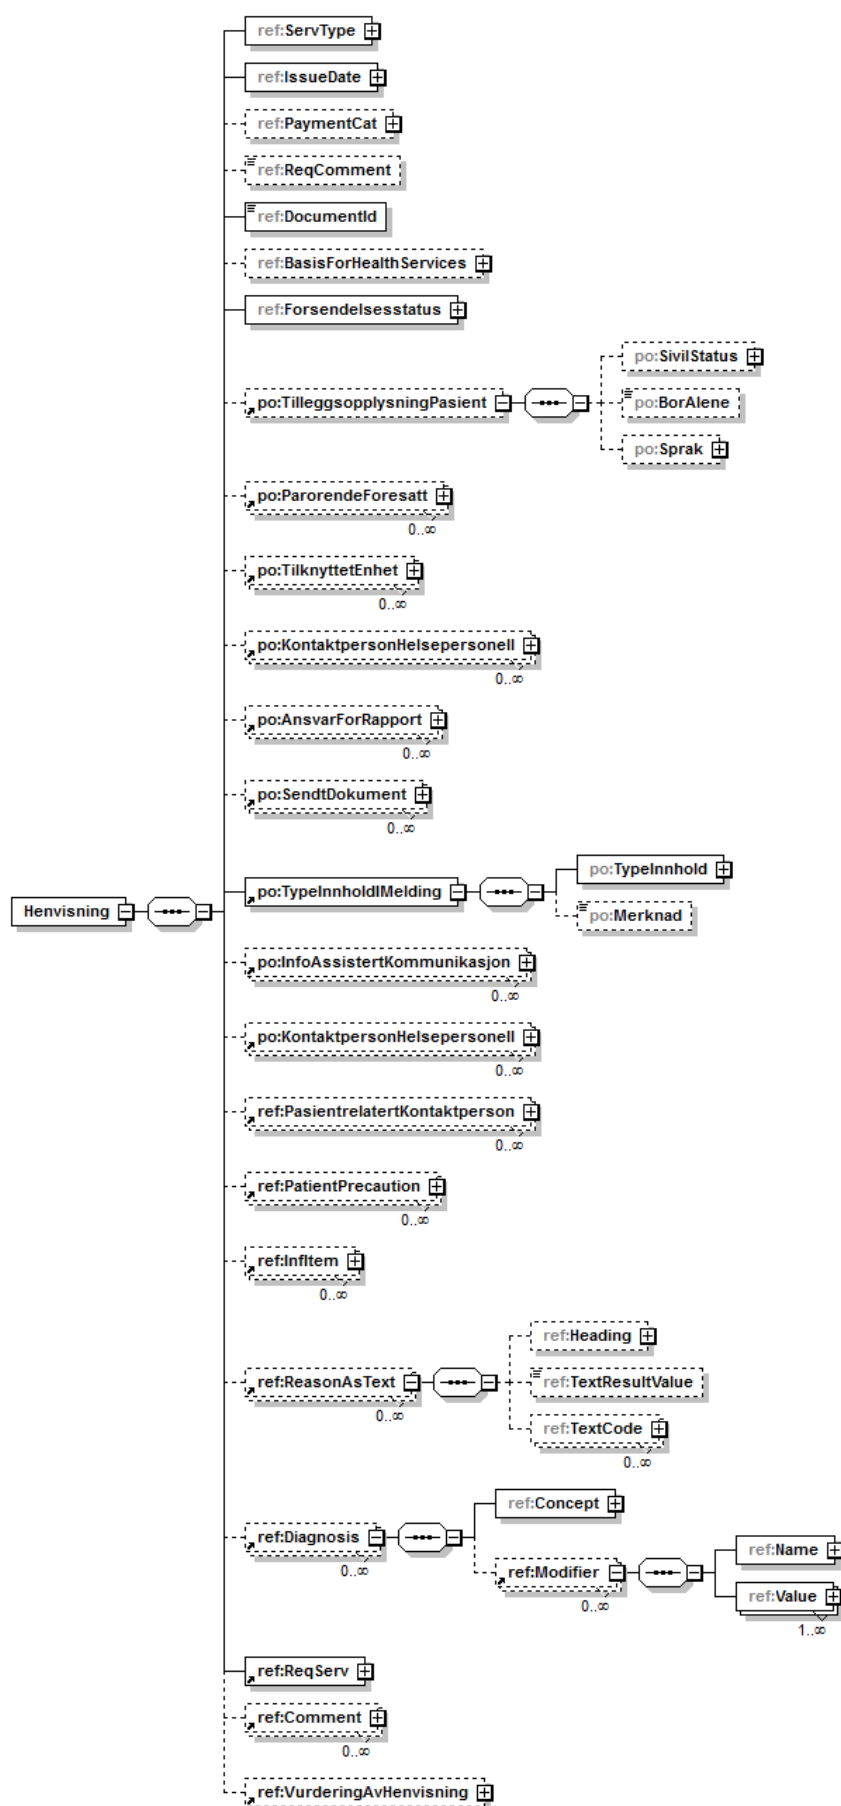 ref:ServType
ref:IssueDate
ref:PaymentCat
ref:ReqComment
ref:DocumentId
ref:BasisForHealthServices
ref:Forsendelsesstatus
po:SivilStatus
po:TilleggsopplysningPasient
po:BorAlene
po:Sprak
po:ParorendeForesatt
0..∞
po:TilknyttetEnhet
0..∞
po:KontaktpersonHelsepersonell
0..∞
po:AnsvarForRapport
0..∞
po:SendtDokument
0..∞
po:TypeInnhold
po:TypeInnholdIMelding
Henvisning
po:Merknad
po:InfoAssistertKommunikasjon
0..∞
po:KontaktpersonHelsepersonell
0..∞
ref:PasientrelatertKontaktperson
0..∞
ref:PatientPrecaution
0..∞
ref:InfItem
0..∞
ref:Heading
ref:ReasonAsText
ref:TextResultValue
0..∞
ref:TextCode
0..∞
ref:Concept
ref:Diagnosis
0..∞
ref:Name
ref:Modifier
0..∞
ref:Value
1..∞
ref:ReqServ
ref:Comment
0..∞
ref:VurderingAvHenvisning